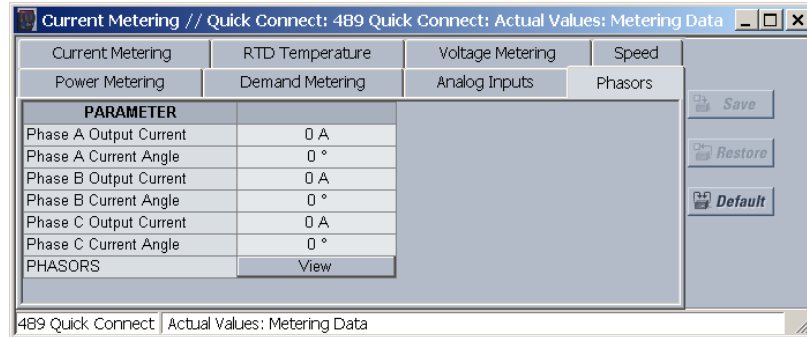 Current Metering // Quick Connect: 489 Quick Connect: Actual Values: Metering Data
Current Metering RTD Temperature Voltage Metering Speed
Power Metering Demand Metering Analog Inputs Phasors
PARAMETER
Phase A Output Current 0 A
Phase A Current Angle 0 °
Phase B Output Current 0 A
Phase B Current Angle 0 °
Phase C Output Current 0 A
Phase C Current Angle 0 °
PHASORS View
Save
Restore
Default
489 Quick Connect Actual Values: Metering Data